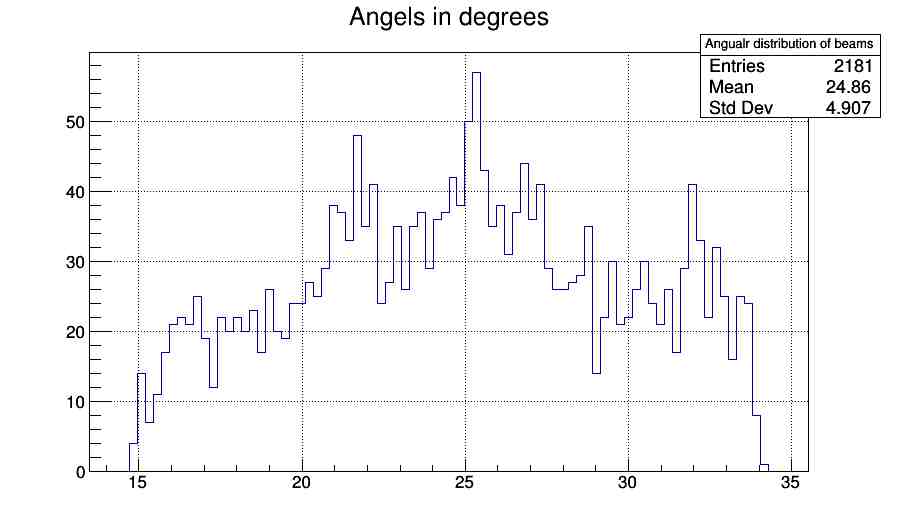 Angels in degrees
Angualr distribution of beams
Entries 2181
Mean 24.86
Std Dev 4.907
50
40
30
20
10
0
15 20 25 30 35